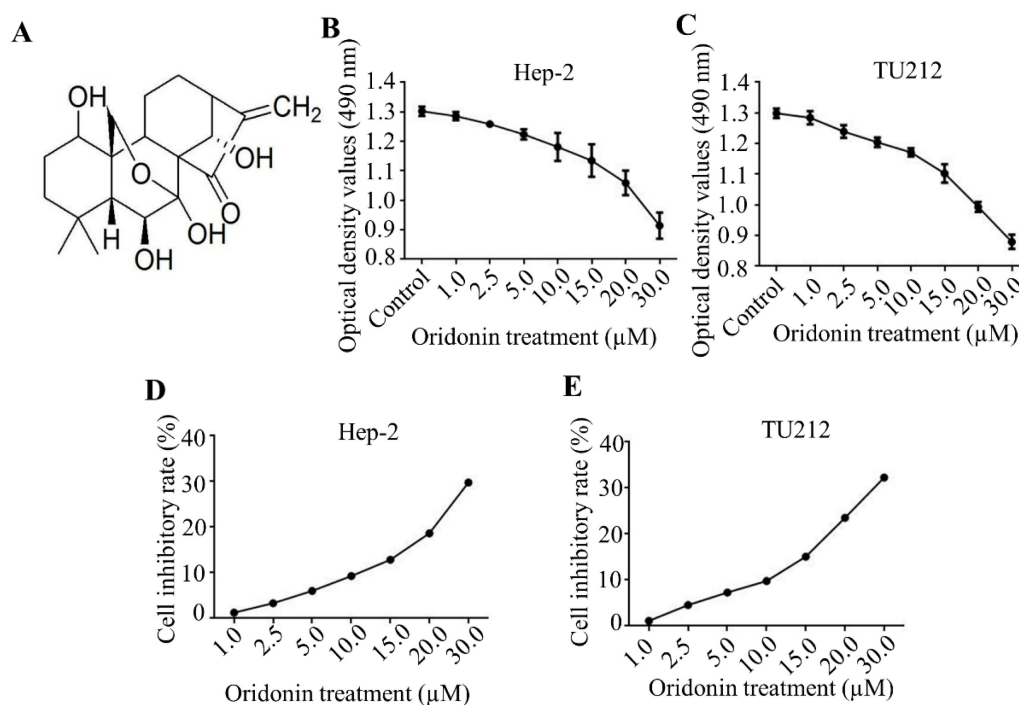 A
OH
O
CH₂
OH
O
H
OH
OH
B
Hep-2
Optical density values (490 nm)
1.4
1.3
1.2
1.1
1.0
0.9
0.8
Control
1.0
2.5
5.0
10.0
15.0
20.0
30.0
Oridonin treatment (µM)
C
TU212
Optical density values (490 nm)
1.4
1.3
1.2
1.1
1.0
0.9
0.8
Control
1.0
2.5
5.0
10.0
15.0
20.0
30.0
Oridonin treatment (µM)
D
Hep-2
Cell inhibitory rate (%)
40
30
20
10
0
1.0
2.5
5.0
10.0
15.0
20.0
30.0
Oridonin treatment (µM)
E
TU212
Cell inhibitory rate (%)
40
30
20
10
0
1.0
2.5
5.0
10.0
15.0
20.0
30.0
Oridonin treatment (µM)